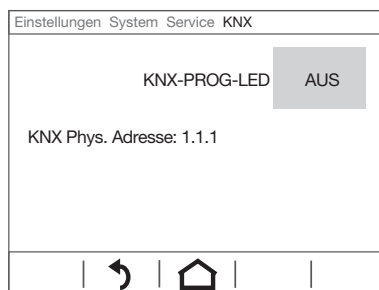 Einstellungen System Service KNX
KNX-PROG-LED AUS
KNX Phys. Adresse: 1.1.1